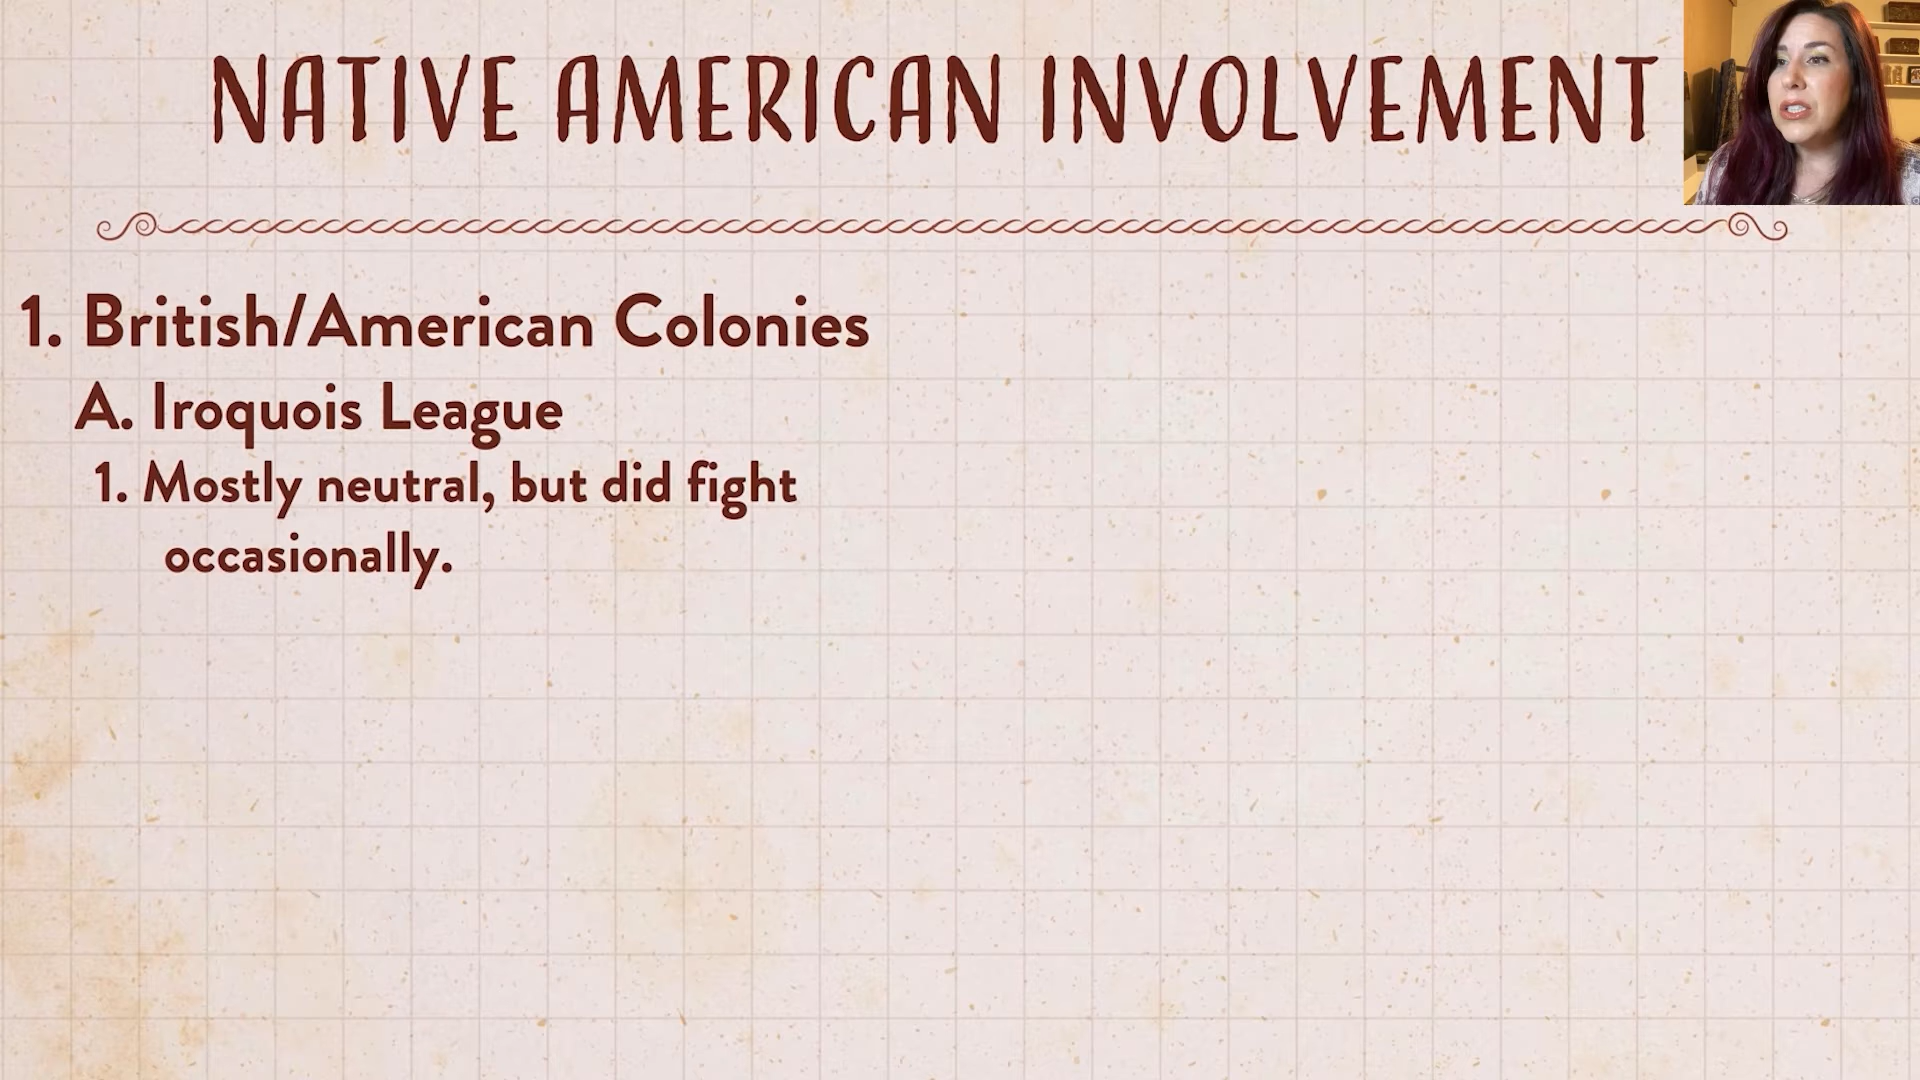 NATIVE AMERICAN INVOLVEMENT
1. British/American Colonies
A. Iroquois League
1. Mostly neutral, but did fight
occasionally.